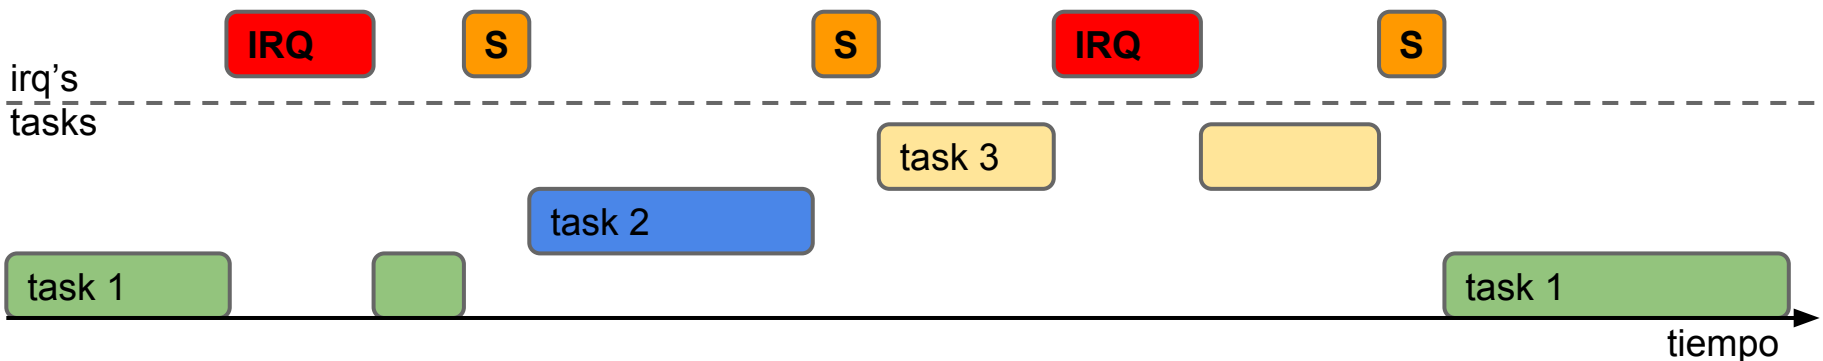 IRQ S S IRQ S
irq's
tasks
task 3
task 2
task 1 task 1
tiempo